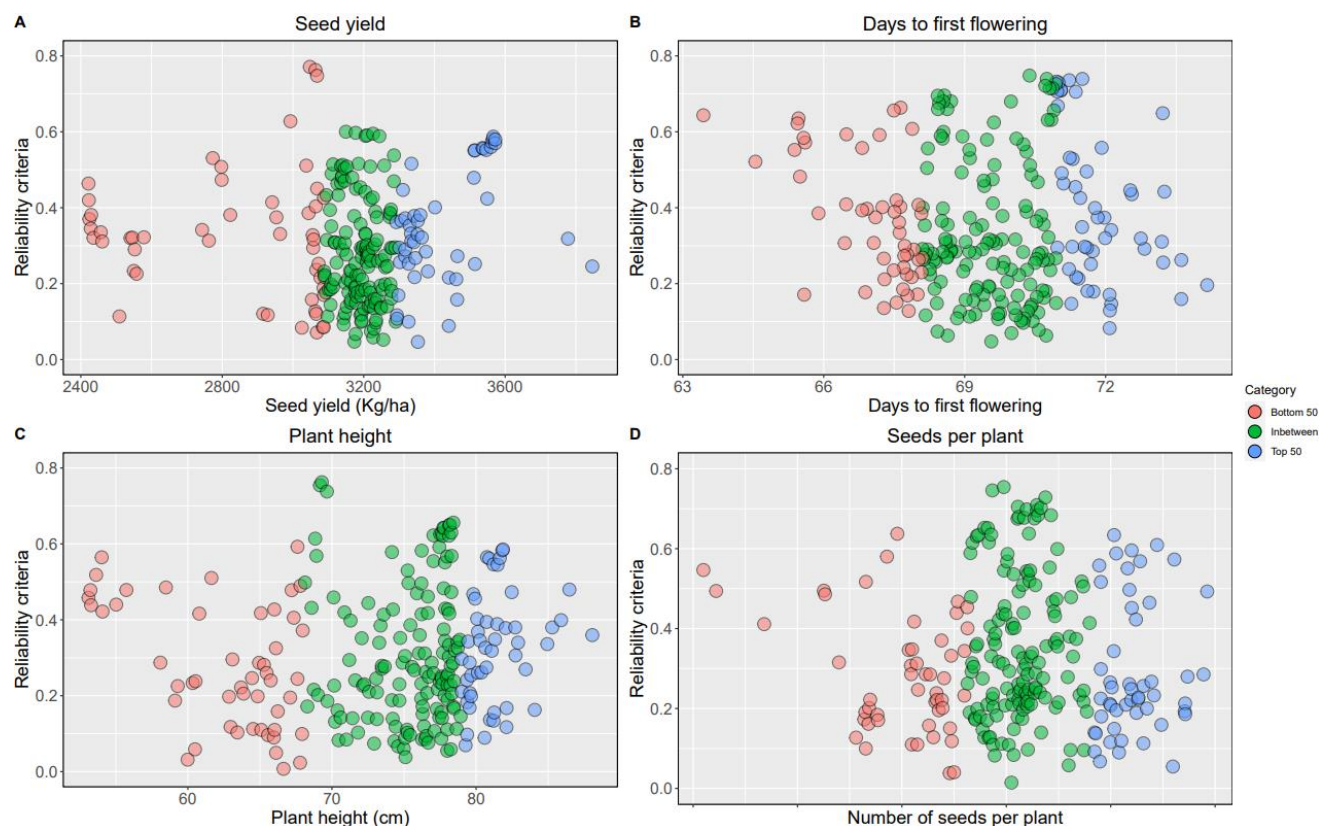 A
Seed yield
Reliability criteria
0.8
0.6
0.4
0.2
0.0
2400 2800 3200 3600
Seed yield (Kg/ha)
B
Days to first flowering
Reliability criteria
0.8
0.6
0.4
0.2
0.0
63 66 69 72
Days to first flowering
C
Plant height
Reliability criteria
0.8
0.6
0.4
0.2
0.0
60 70 80
Plant height (cm)
D
Seeds per plant
Reliability criteria
0.8
0.6
0.4
0.2
0.0
Number of seeds per plant
Category
Bottom 50
Inbetween
Top 50